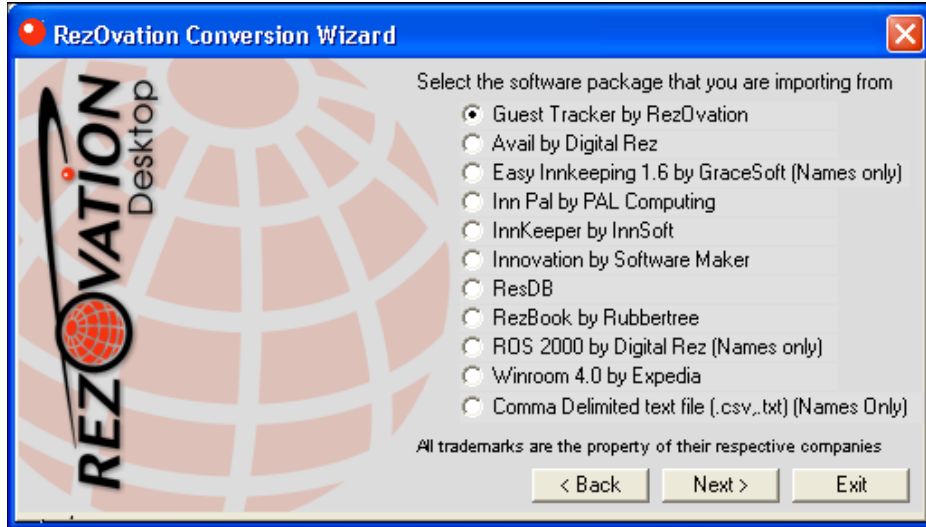 RezOvation Conversion Wizard
REZOVATION
Desktop
Select the software package that you are importing from
Guest Tracker by RezOvation
Avail by Digital Rez
Easy Innkeeping 1.6 by GraceSoft (Names only)
Inn Pal by PAL Computing
InnKeeper by InnSoft
Innovation by Software Maker
ResDB
RezBook by Rubbertree
ROS 2000 by Digital Rez (Names only)
Winroom 4.0 by Expedia
Comma Delimited text file (.csv,.txt) (Names Only)
All trademarks are the property of their respective companies
< Back
Next >
Exit